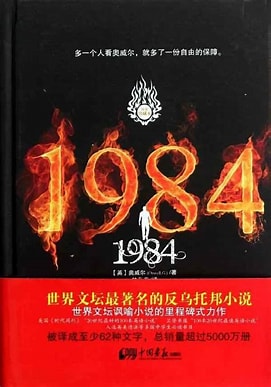 多一个人看奥威尔，就多了一份自由的保障。
1984
1984
【英】奥威尔 著
世界文坛最著名的反乌托邦小说
世界文坛讽喻小说的里程碑式力作
被译成至少62种文字，总销量超过5000万册
中国画报